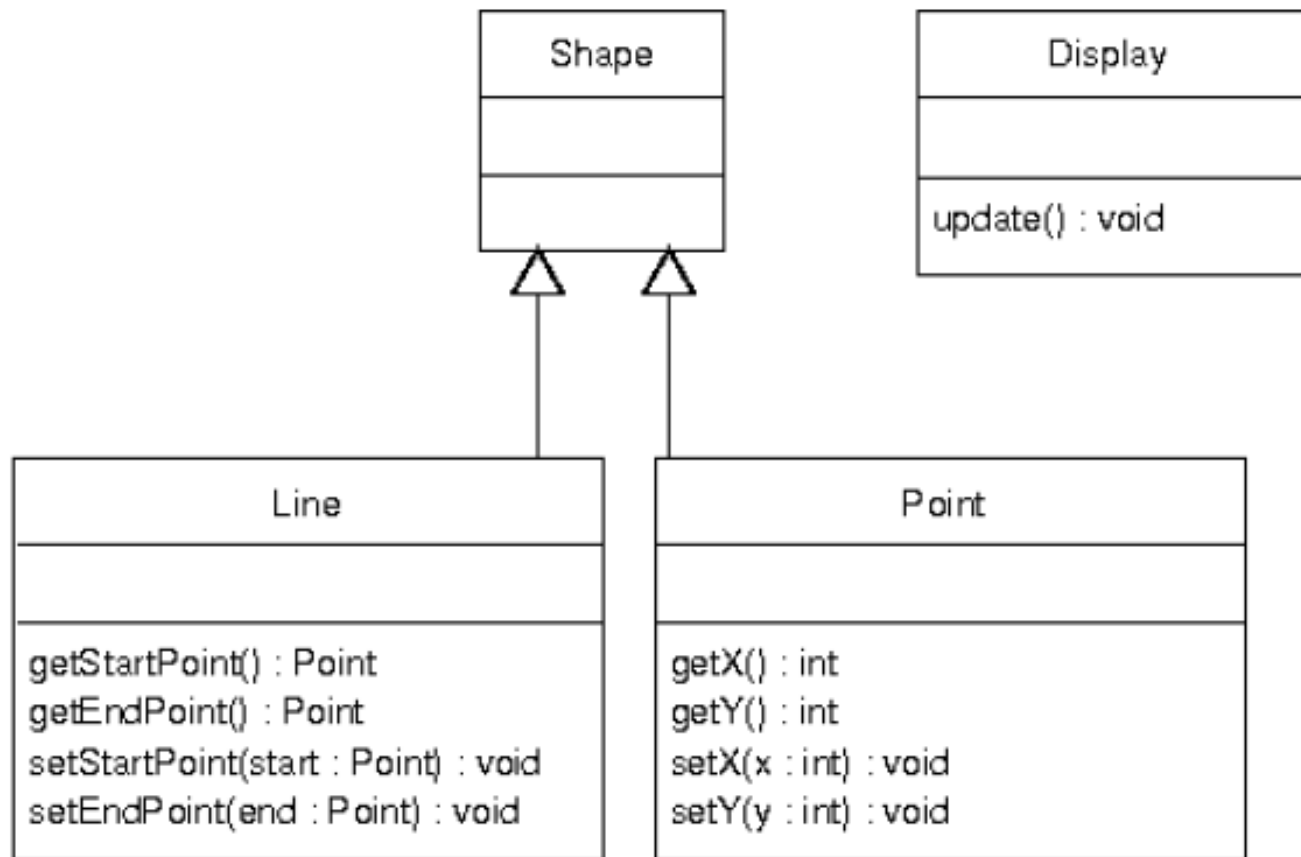 Shape
Display
update() : void
Line
getStartPoint() : Point
getEndPoint() : Point
setStartPoint(start : Point) : void
setEndPoint(end : Point) : void
Point
getX() : int
getY() : int
setX(x : int) : void
setY(y : int) : void